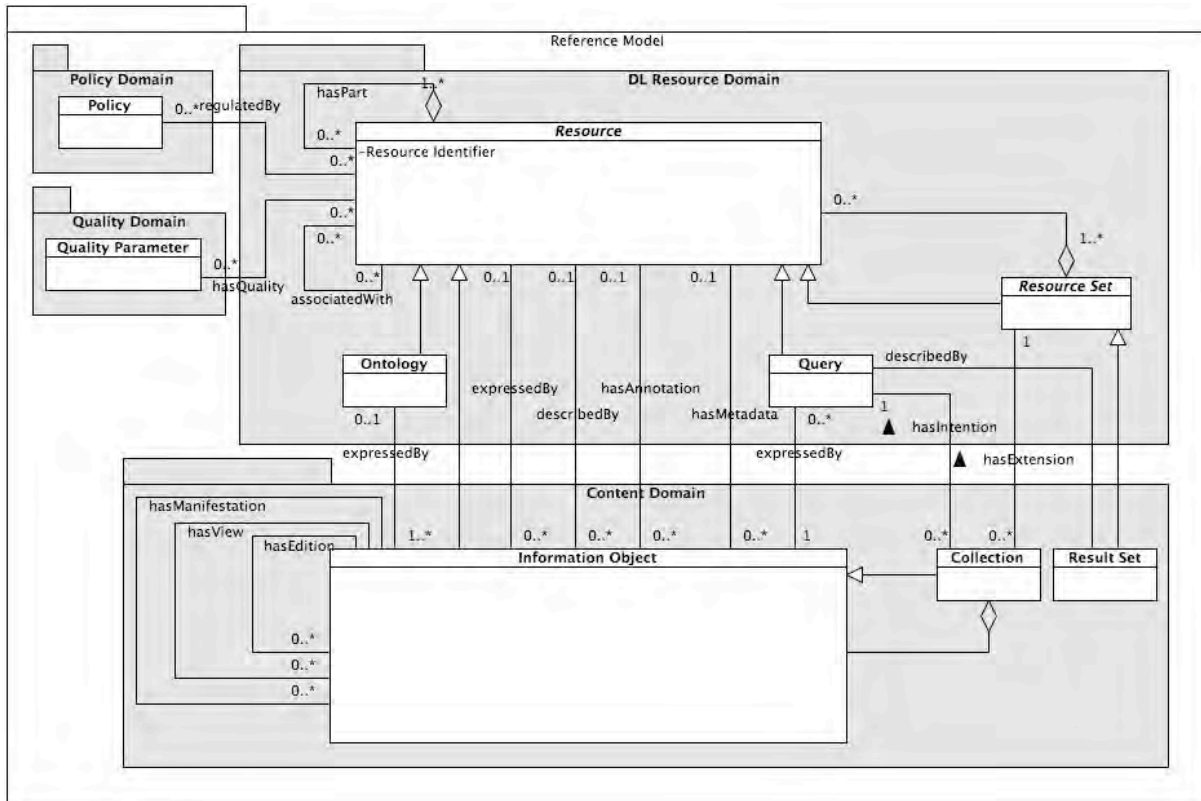 Reference Model
Policy Domain
DL Resource Domain
Policy
hasPart
1..*
0..*
regulatedBy
Resource
0..*
-Resource Identifier
0..*
Quality Domain
0..*
0..*
Quality Parameter
0..*
1..*
0..*
hasQuality
0..*
0..1
0..1
0..1
0..1
associatedWith
Resource Set
1
Ontology
Query
describedBy
expressedBy
hasAnnotation
describedBy
hasMetadata
0..1
0..*
1
hasIntention
expressedBy
expressedBy
hasExtension
Content Domain
hasManifestation
hasView
hasEdition
1..*
0..*
0..*
0..*
0..*
1
0..*
0..*
Information Object
Collection
Result Set
0..*
0..*
0..*